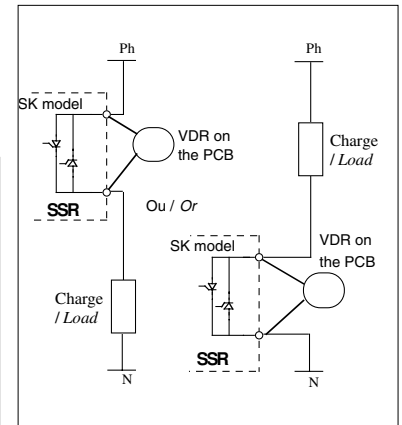 Ph
SK model
VDR on
the PCB
SSR
Ou / Or
Charge
/ Load
N
Ph
Charge
/ Load
SK model
VDR on
the PCB
SSR
N